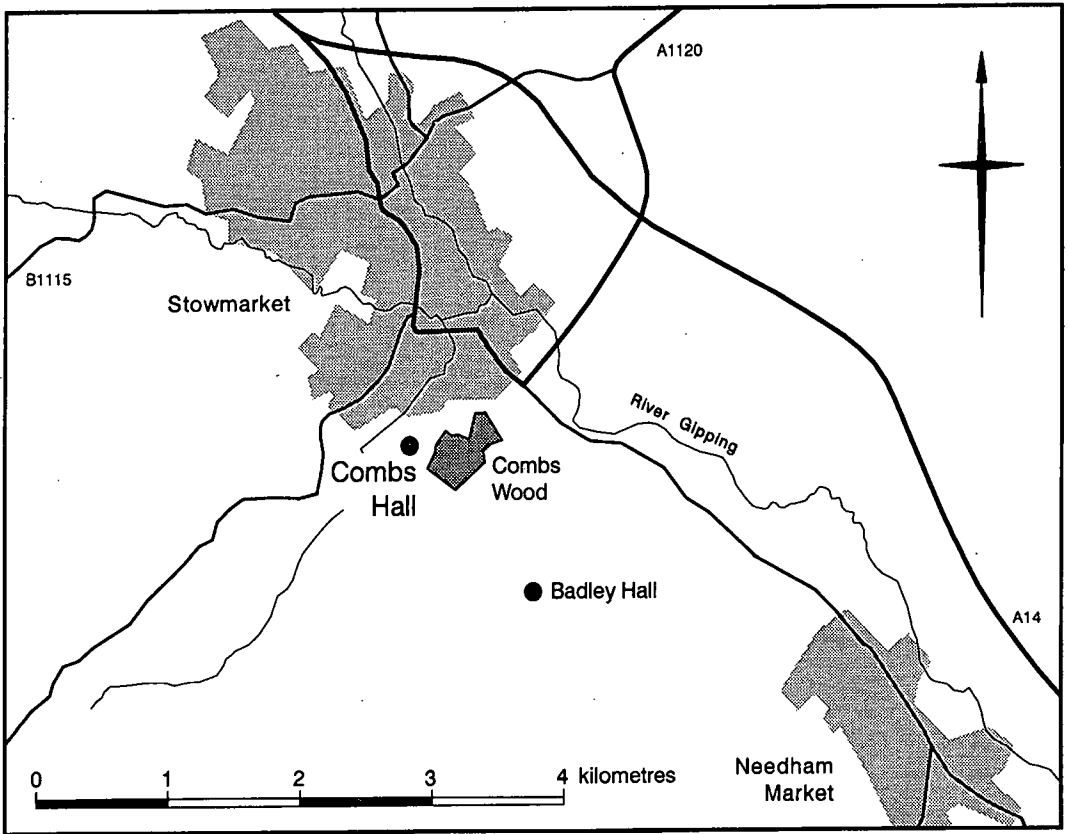 A1120
B1115
Stowmarket
River Gipping
Combs
Hall
Combs
Wood
Badley Hall
A14
0 1 2 3 4 kilometres
Needham
Market